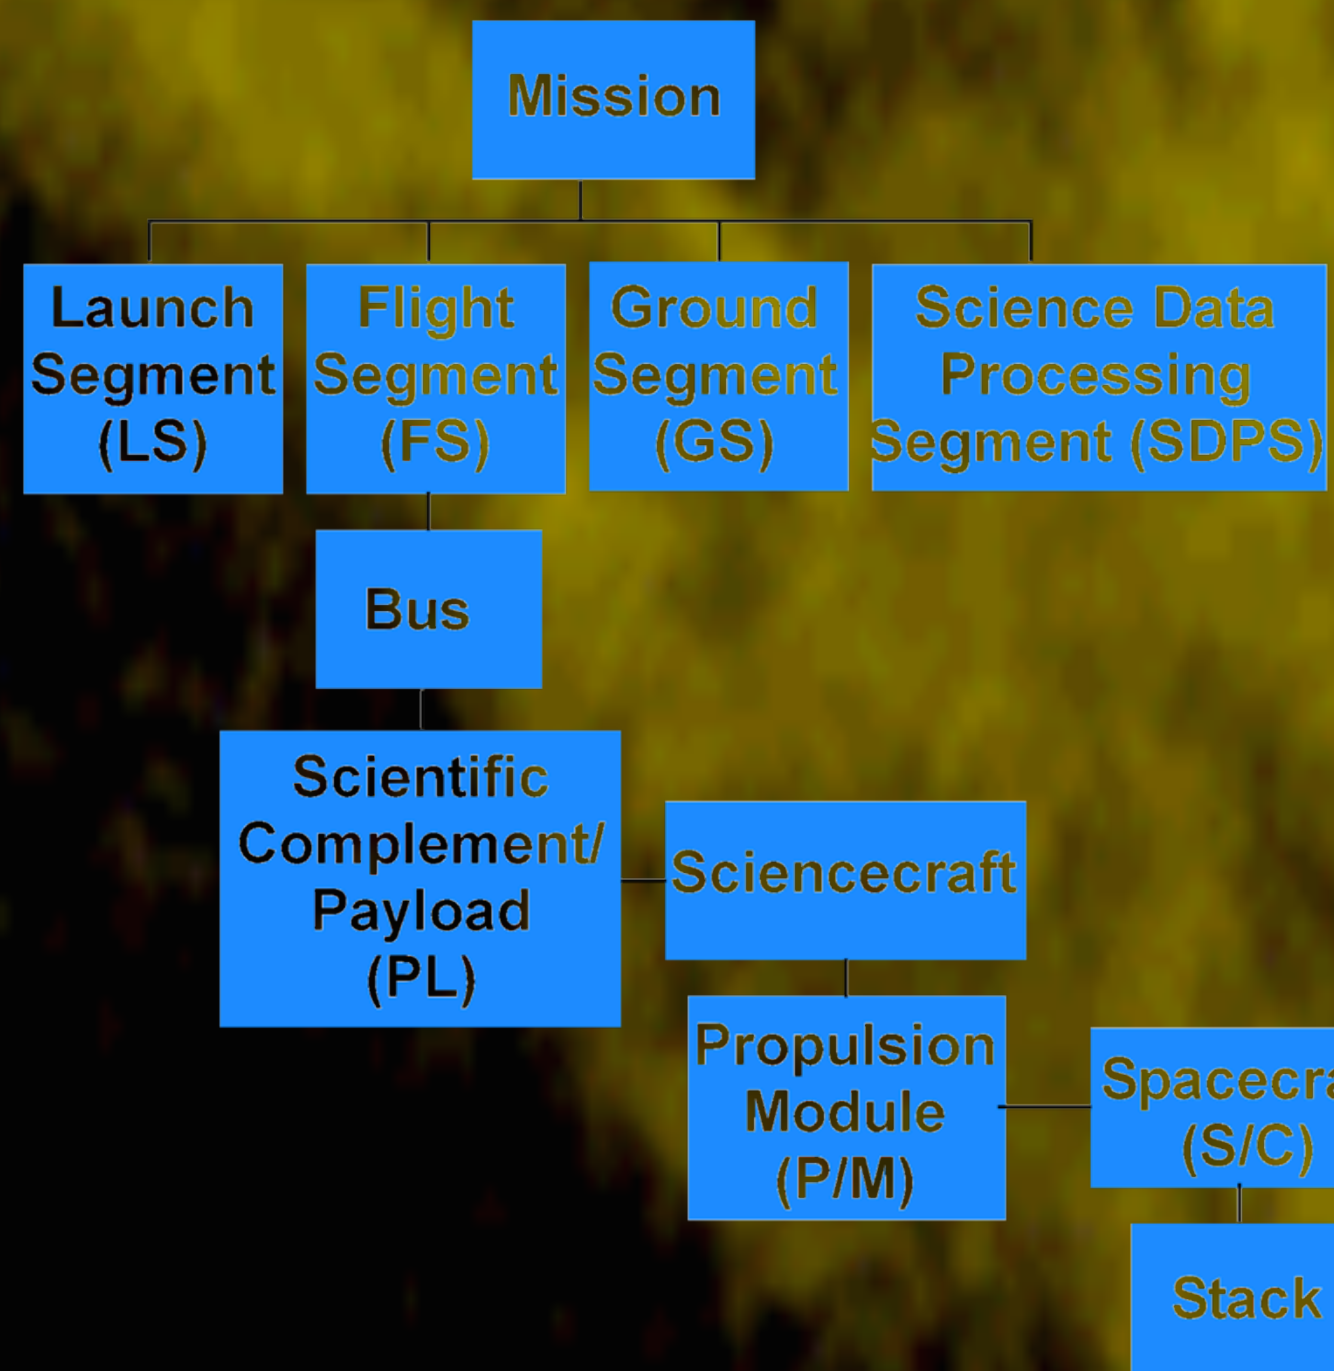 Mission
Launch
Segment
(LS)
Flight
Segment
(FS)
Ground
Segment
(GS)
Science Data
Processing
Segment (SDPS)
Bus
Scientific
Complement/
Payload
(PL)
Sciencecraft
Propulsion
Module
(P/M)
(S/C)
Stack